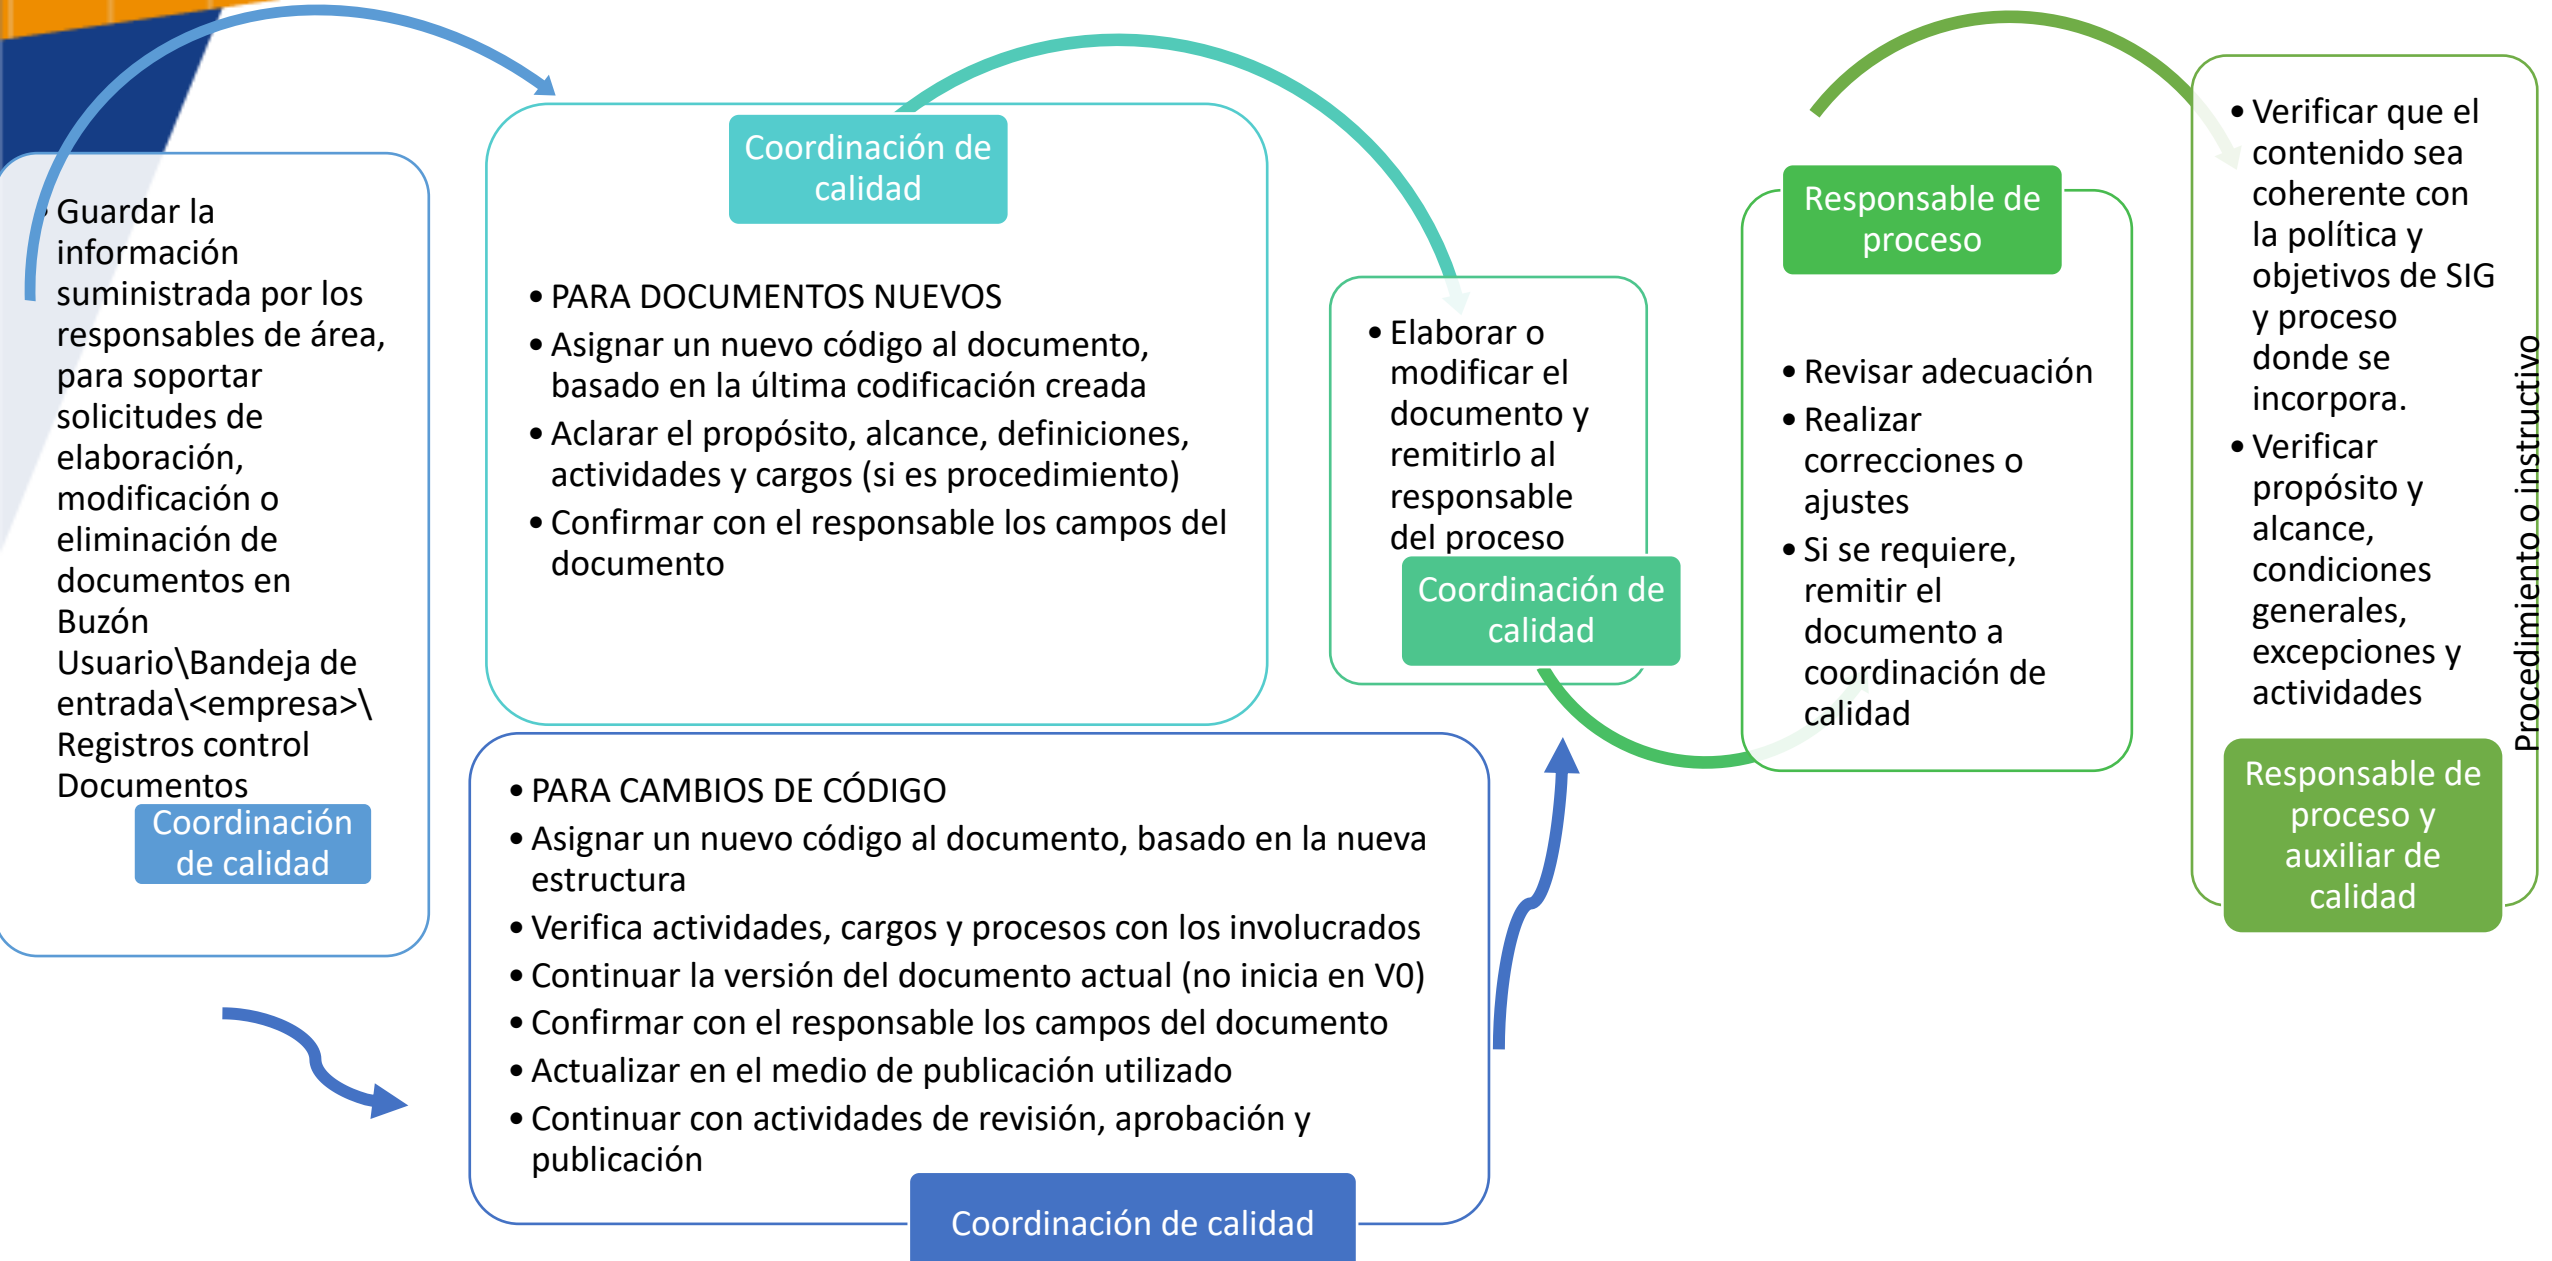 • Guardar la
información
suministrada por los
responsables de área,
para soportar
solicitudes de
elaboración,
modificación o
eliminación de
documentos en
Buzón
Usuario\Bandeja de
entrada\<empresa>\
Registros control
Documentos
Coordinación
de calidad
Coordinación de
calidad
• PARA DOCUMENTOS NUEVOS
• Asignar un nuevo código al documento,
basado en la última codificación creada
• Aclarar el propósito, alcance, definiciones,
actividades y cargos (si es procedimiento)
• Confirmar con el responsable los campos del
documento
• PARA CAMBIOS DE CÓDIGO
• Asignar un nuevo código al documento, basado en la nueva
estructura
• Verifica actividades, cargos y procesos con los involucrados
• Continuar la versión del documento actual (no inicia en V0)
• Confirmar con el responsable los campos del documento
• Actualizar en el medio de publicación utilizado
• Continuar con actividades de revisión, aprobación y
publicación
Coordinación de calidad
• Elaborar o
modificar el
documento y
remitirlo al
responsable
del proceso
Coordinación de
calidad
Responsable de
proceso
• Revisar adecuación
• Realizar
correcciones o
ajustes
• Si se requiere,
remitir el
documento a
coordinación de
calidad
• Verificar que el
contenido sea
coherente con
la política y
objetivos de SIG
y proceso
donde se
incorpora.
• Verificar
propósito y
alcance,
condiciones
generales,
excepciones y
actividades
Responsable de
proceso y
auxiliar de
calidad
Procedimiento o instructivo